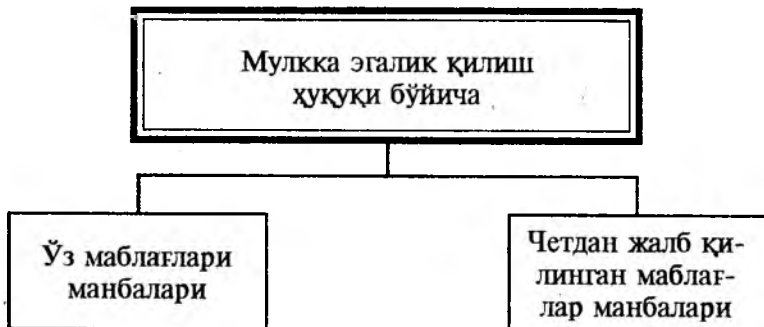 Мулкка эгалик қилиш
ҳуқуқи бўйича
Ўз маблағлари
манбалари
Четдан жалб қи-
линган маблағ-
лар манбалари